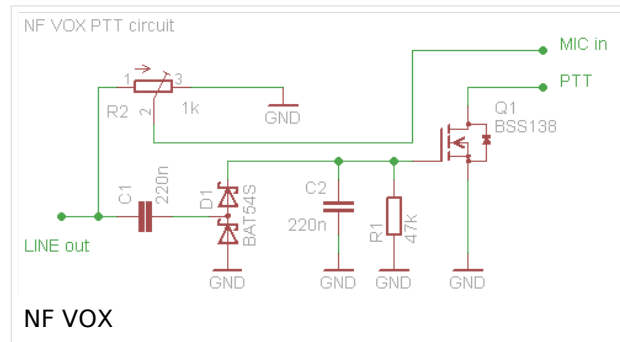 NF VOX PTT circuit
MIC in
PTT
1
3
R2
2
1k
GND
Q1
BSS138
C1
220n
D1
BAT54S
C2
220n
R1
47k
LINE out
GND
GND
GND
GND
NF VOX